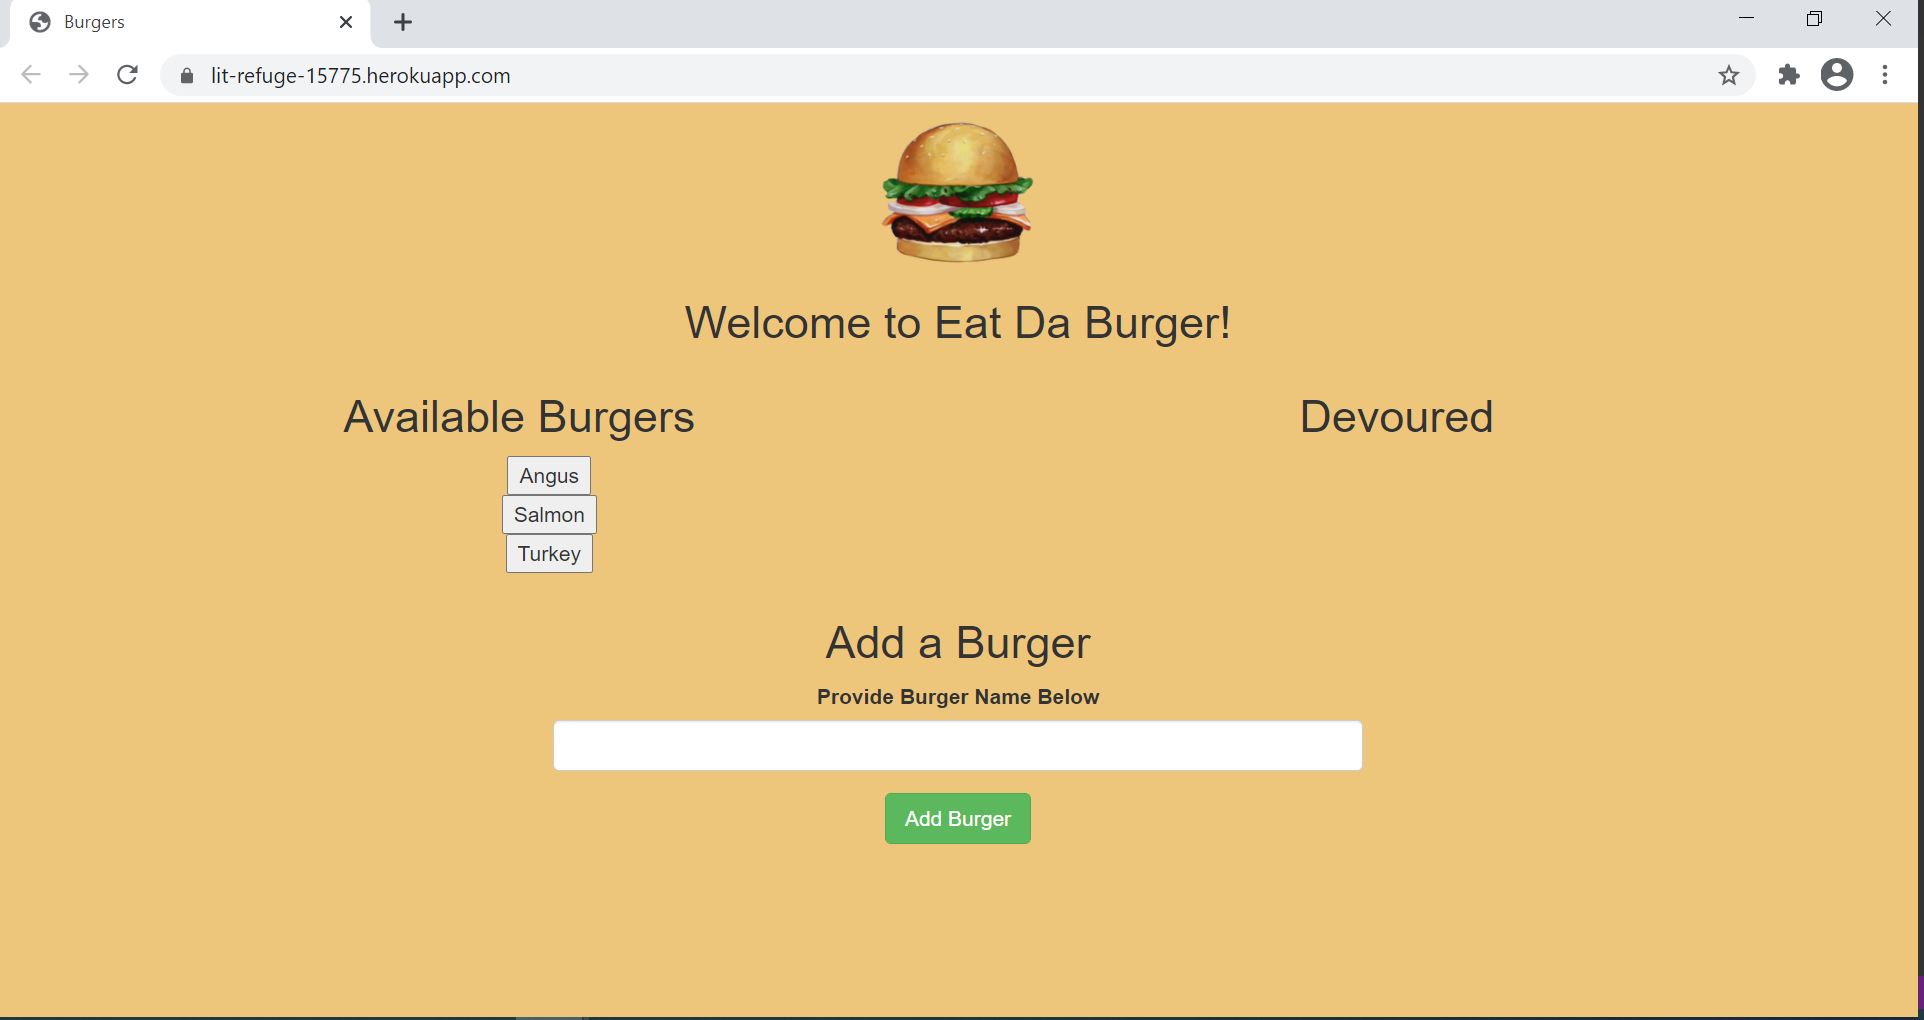 Burgers
lit-refuge-15775.herokuapp.com
Welcome to Eat Da Burger!
Available Burgers
Angus
Salmon
Turkey
Devoured
Add a Burger
Provide Burger Name Below
Add Burger